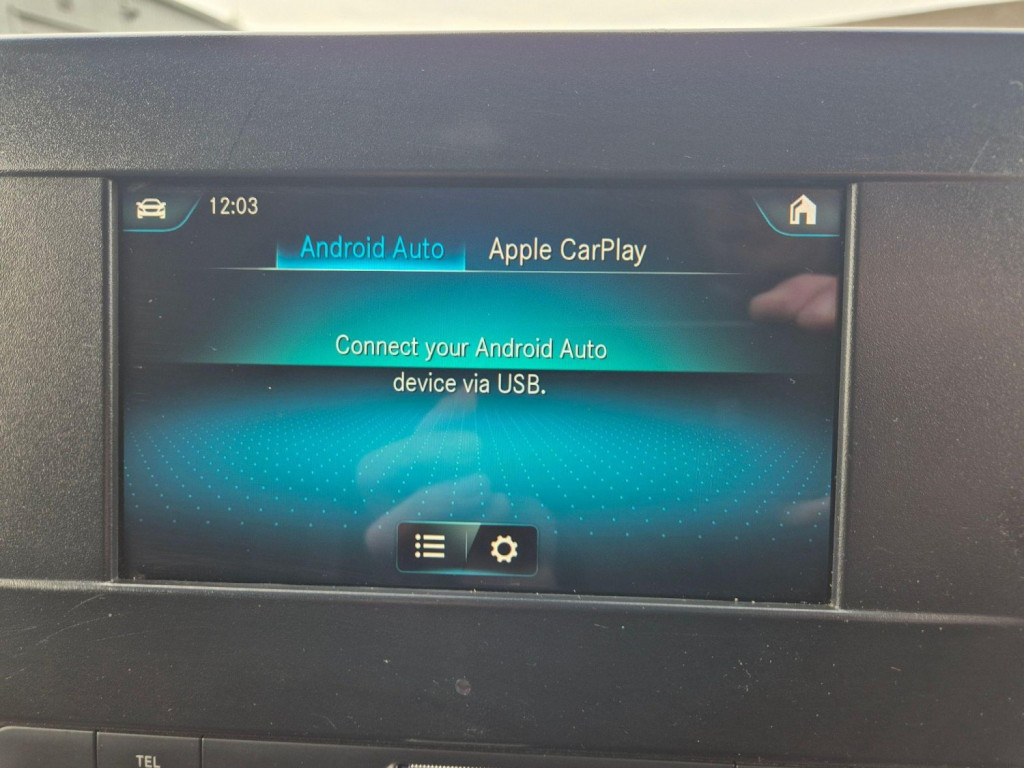 12:03
Android Auto Apple CarPlay
Connect your Android Auto
device via USB.
TEL